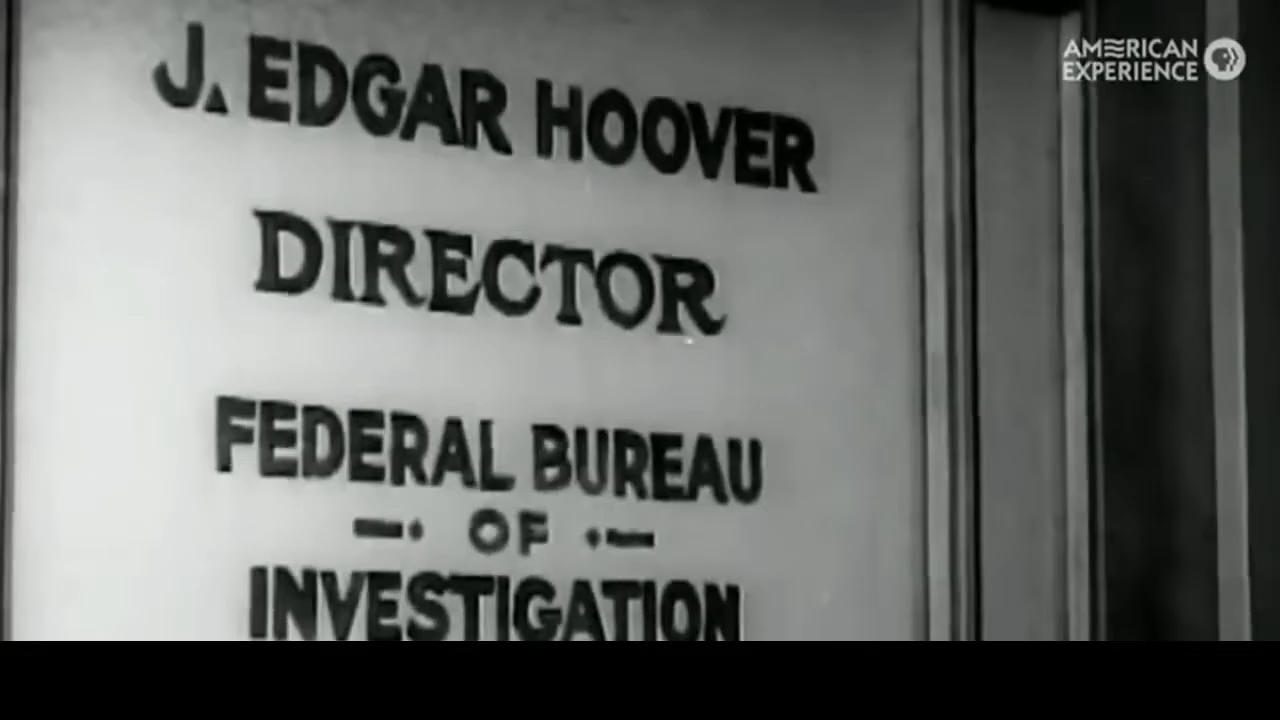 J. EDGAR HOOVER
DIRECTOR
FEDERAL BUREAU
—· OF ·—
INVESTIGATION
AMERICAN
EXPERIENCE